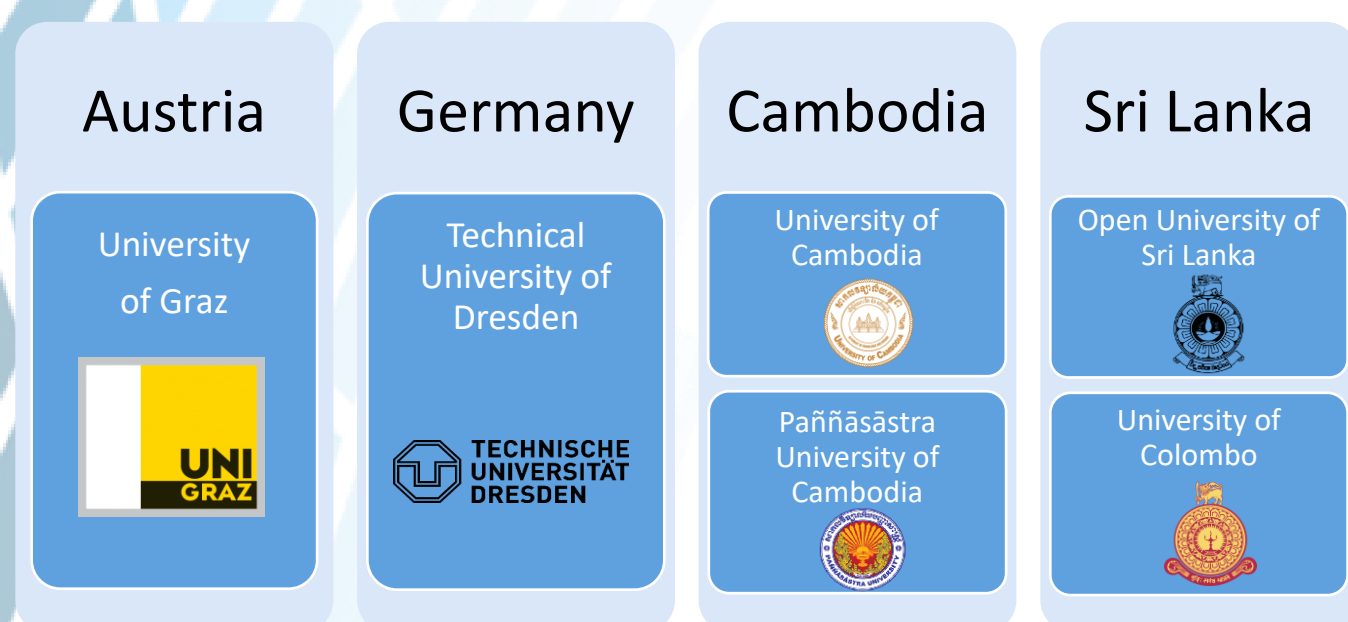 Austria
University
of Graz
UNI
GRAZ
Germany
Technical
University of
Dresden
TECHNISCHE
UNIVERSITÄT
DRESDEN
Cambodia
University of
Cambodia
UNIVERSITY OF CAMBODIA
Paññāsāstra
University of
Cambodia
PAÑÑĀSĀSTRA UNIVERSITY
Sri Lanka
Open University of
Sri Lanka
University of
Colombo